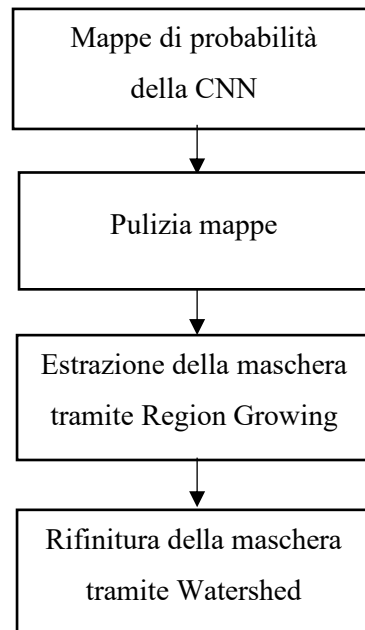 Mappe di probabilità
della CNN
Pulizia mappe
Estrazione della maschera
tramite Region Growing
Rifinitura della maschera
tramite Watershed